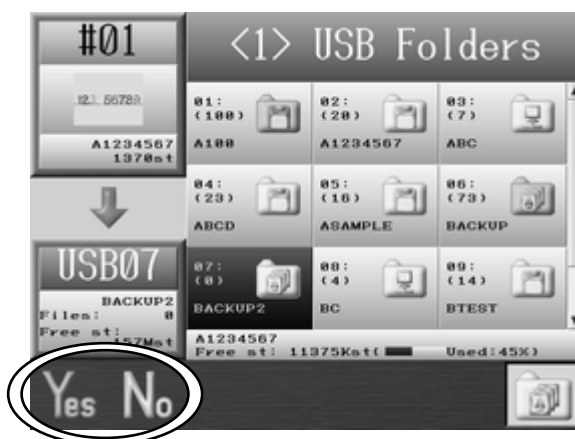 #01
A1234567
1370st
USB07
BACKUP2
Files: 0
Free st:
157Mst
<1> USB Folders
01:
(100)
A100
02:
(20)
A1234567
03:
(7)
ABC
04:
(23)
ABCD
05:
(16)
ASAMPLE
06:
(73)
BACKUP
07:
(0)
BACKUP2
08:
(4)
BC
09:
(14)
BTEST
A1234567
Free st: 11375Kst( Used:45%)
Yes No